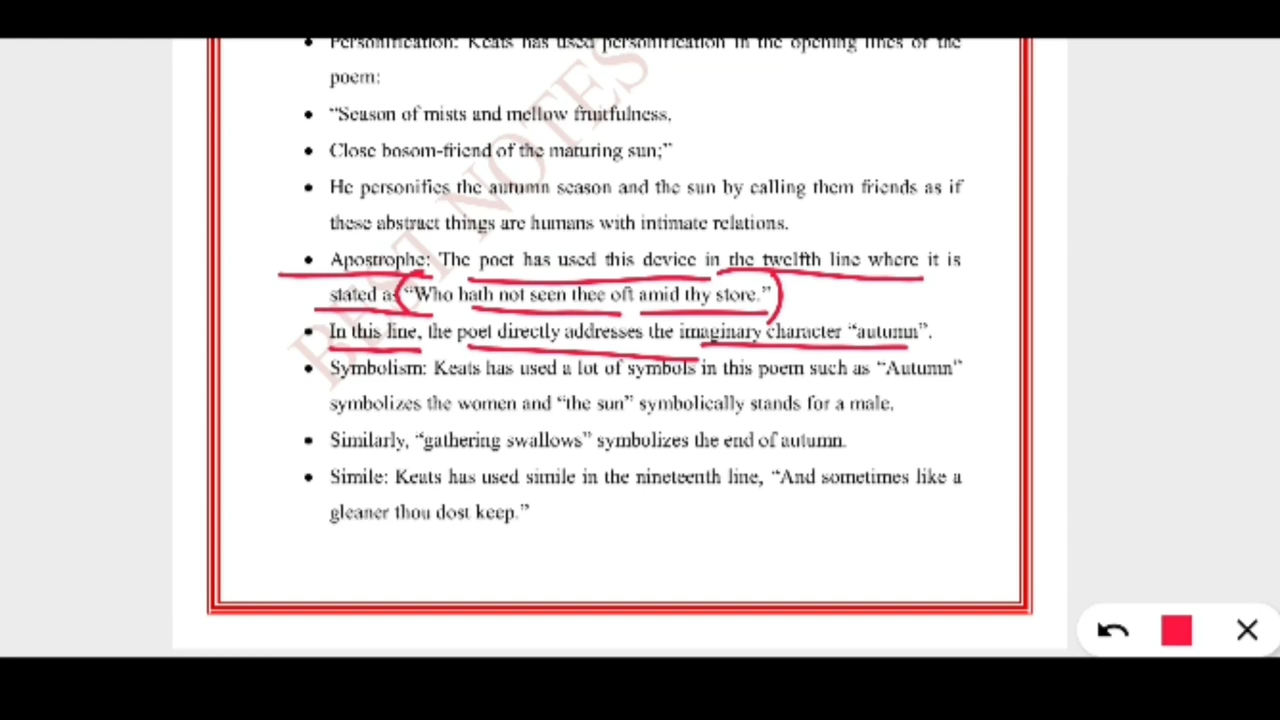 Personification: Keats has used personification in the opening lines of the
poem:
"Season of mists and mellow fruitfulness,
Close bosom-friend of the maturing sun;"
He personifies the autumn season and the sun by calling them friends as if
these abstract things are humans with intimate relations.
Apostrophe: The poet has used this device in the twelfth line where it is
stated as "Who hath not seen thee oft amid thy store."
In this line, the poet directly addresses the imaginary character "autumn".
Symbolism: Keats has used a lot of symbols in this poem such as "Autumn"
symbolizes the women and "the sun" symbolically stands for a male.
Similarly, "gathering swallows" symbolizes the end of autumn.
Simile: Keats has used simile in the nineteenth line, "And sometimes like a
gleaner thou dost keep."
BEST NOTES